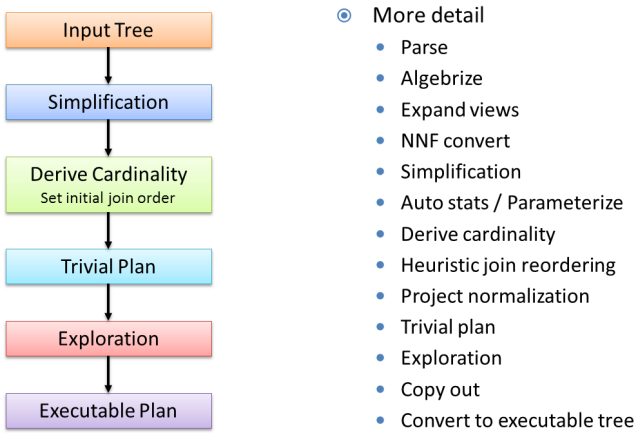 Input Tree
Simplification
Derive Cardinality
Set initial join order
Trivial Plan
Exploration
Executable Plan
More detail
Parse
Algebrize
Expand views
NNF convert
Simplification
Auto stats / Parameterize
Derive cardinality
Heuristic join reordering
Project normalization
Trivial plan
Exploration
Copy out
Convert to executable tree